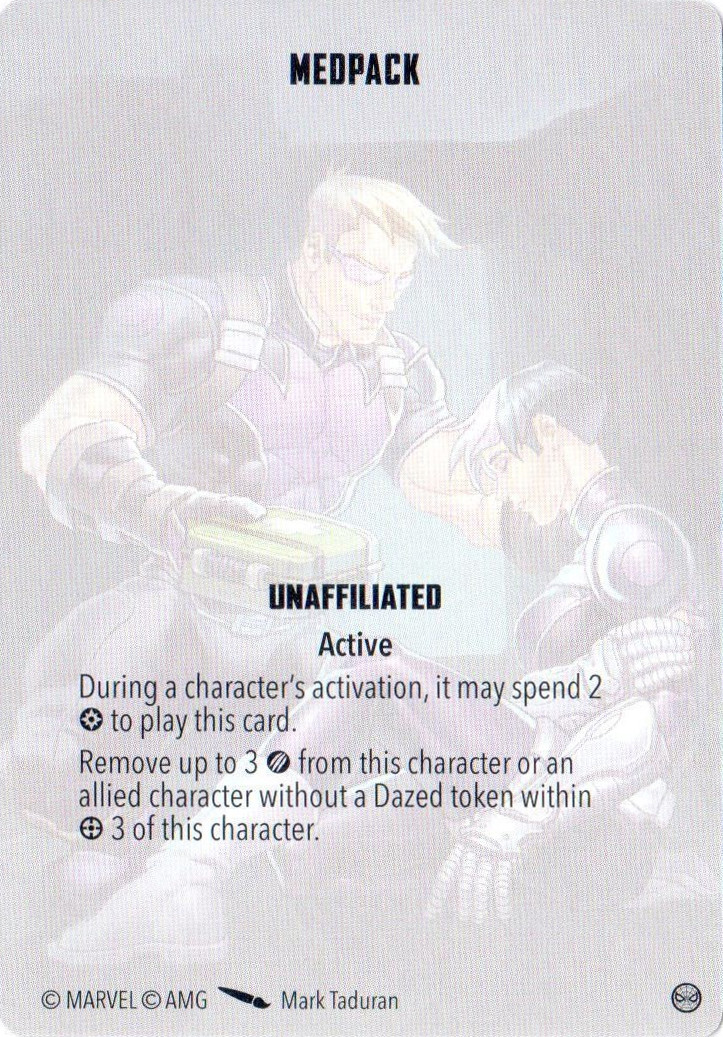 MEDPACK
UNAFFILIATED
Active
During a character's activation, it may spend 2
to play this card.
Remove up to 3 from this character or an
allied character without a Dazed token within
3 of this character.
© MARVEL © AMG Mark Taduran